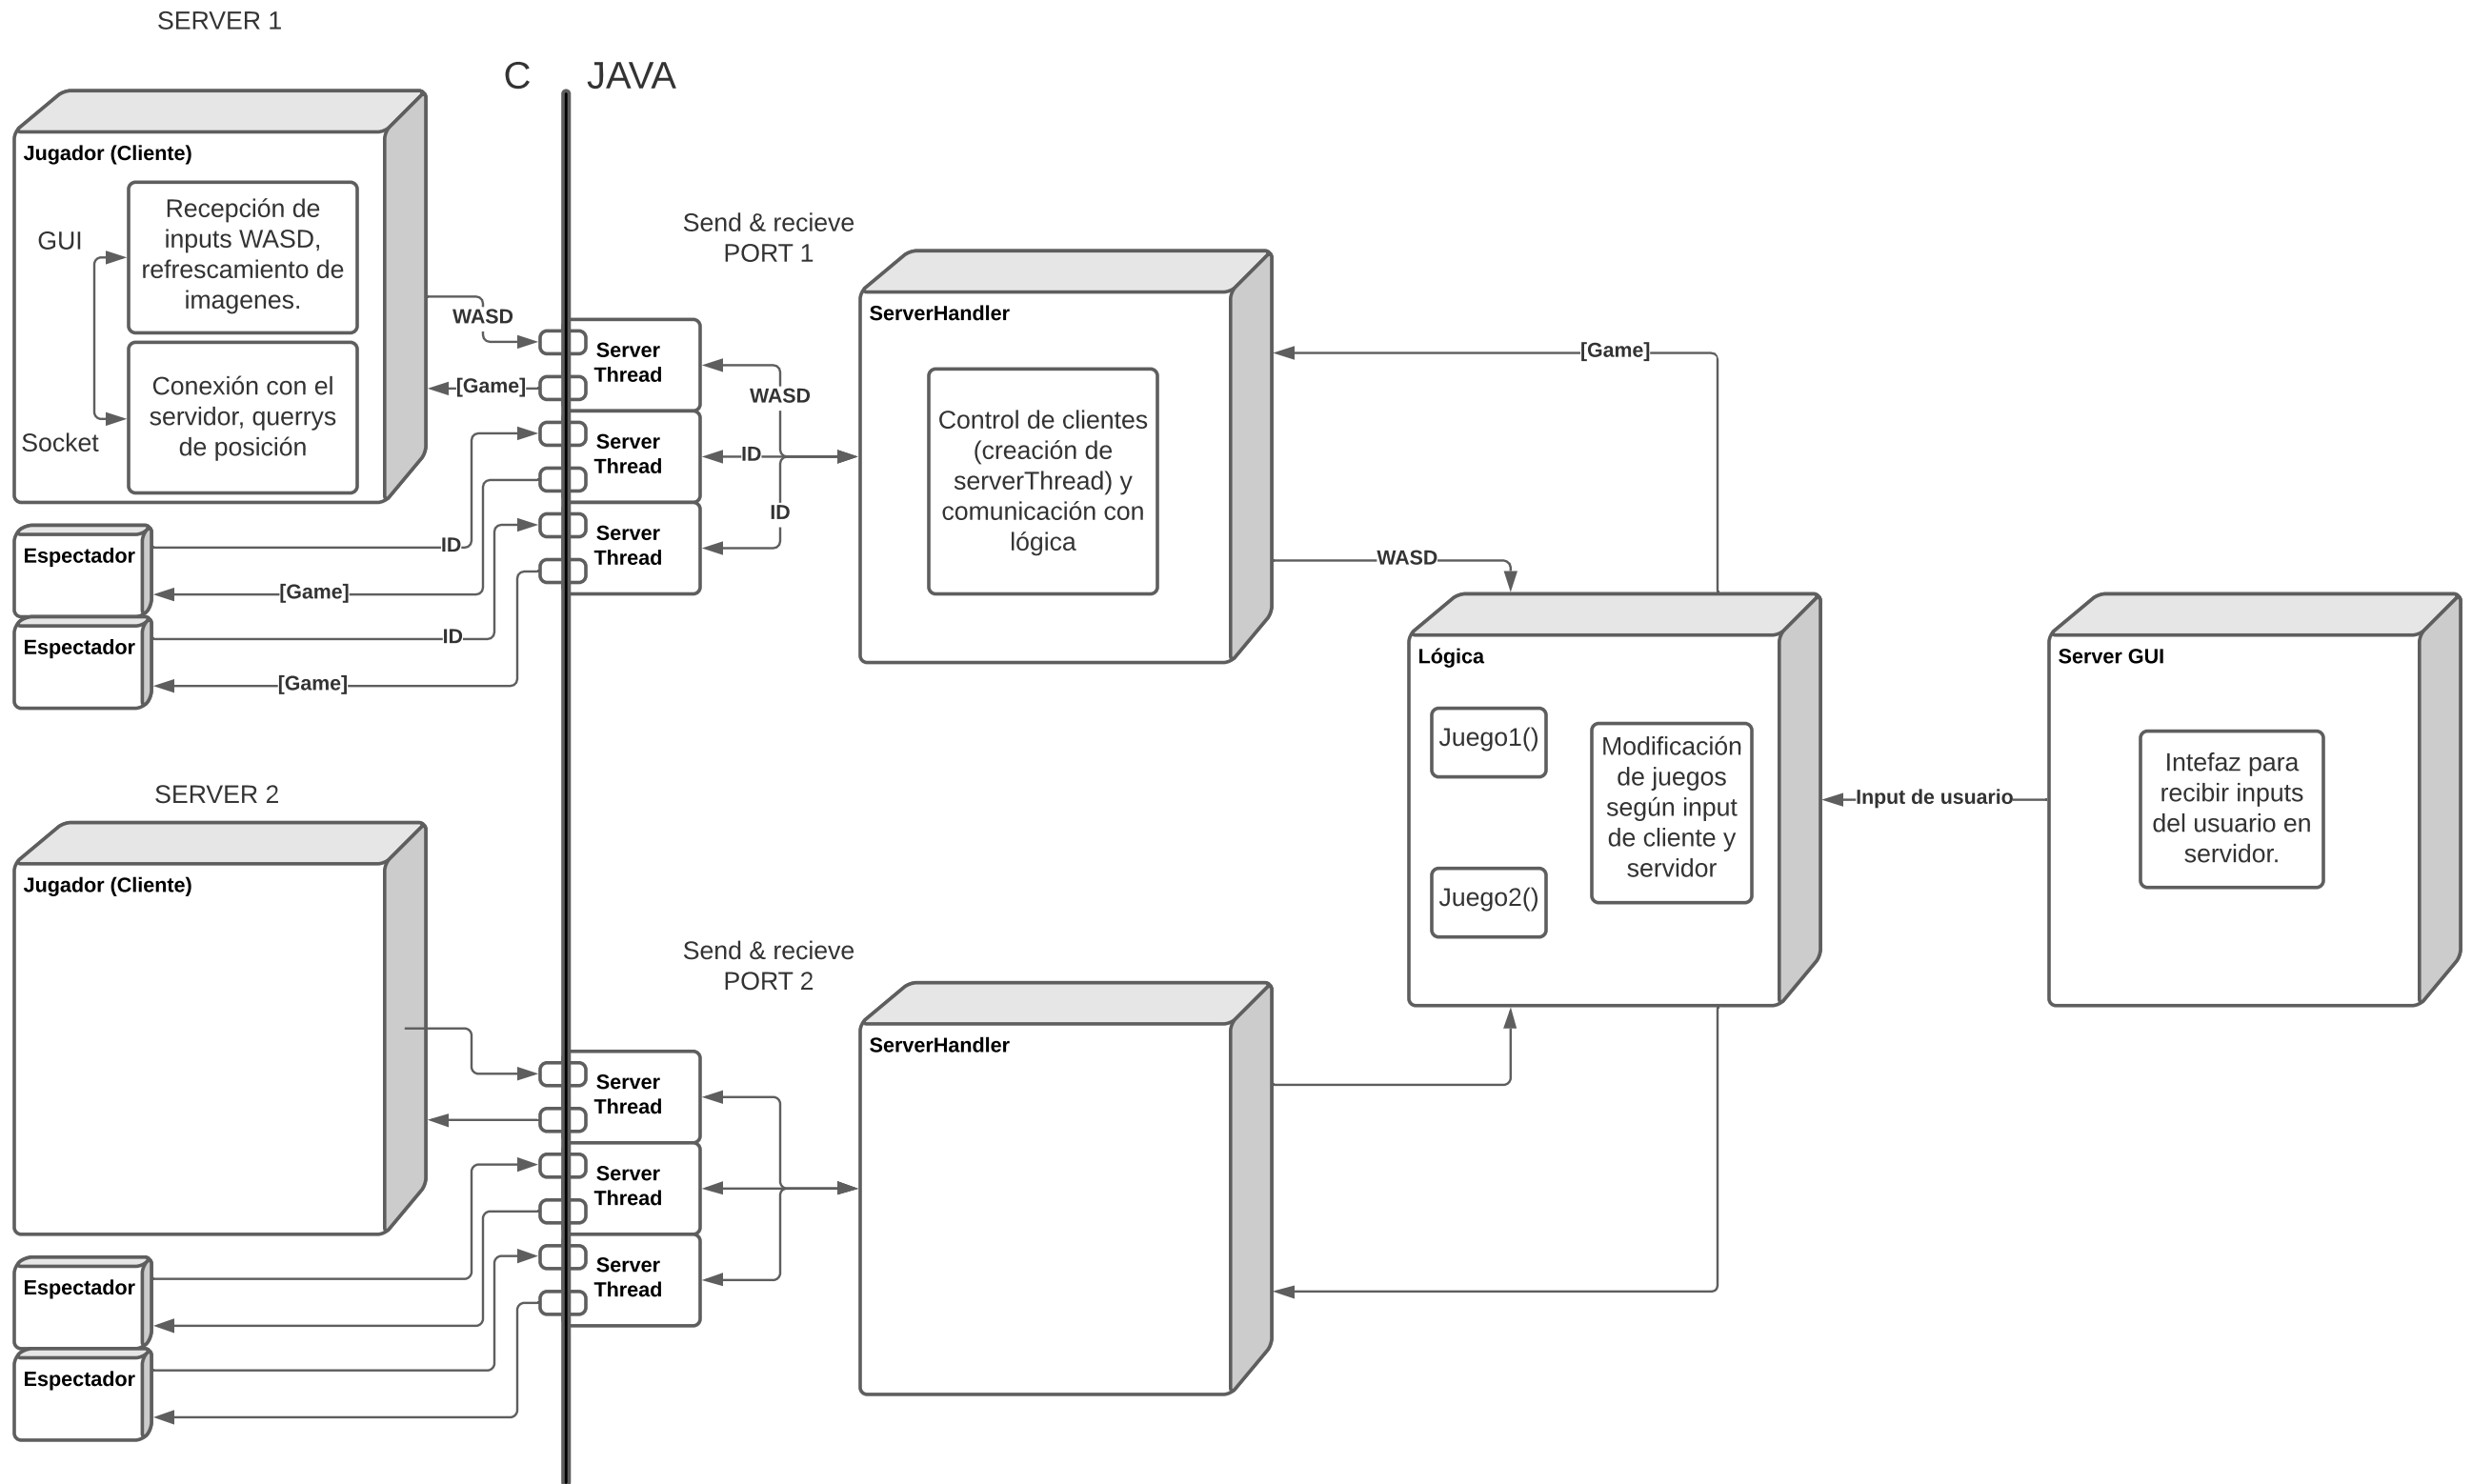 SERVER 1
C
JAVA
Jugador (Cliente)
GUI
Recepción de
inputs WASD,
refrescamiento de
imagenes.
Socket
Conexión con el
servidor, querrys
de posición
WASD
[Game]
Espectador
ID
[Game]
Espectador
ID
[Game]
Server
Thread
Server
Thread
Server
Thread
Send & recieve
PORT 1
WASD
ID
ID
ServerHandler
Control de clientes
(creación de
serverThread) y
comunicación con
lógica
[Game]
WASD
Lógica
Juego1()
Juego2()
Modificación
de juegos
según input
de cliente y
servidor
Input de usuario
Server GUI
Intefaz para
recibir inputs
del usuario en
servidor.
SERVER 2
Jugador (Cliente)
Espectador
Espectador
Server
Thread
Server
Thread
Server
Thread
Send & recieve
PORT 2
ServerHandler